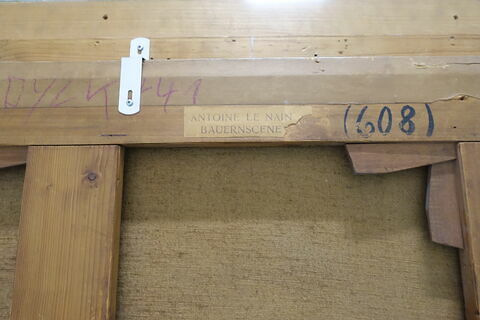 ANTOINE LE NAIN
BAUERNSCENE
(608)